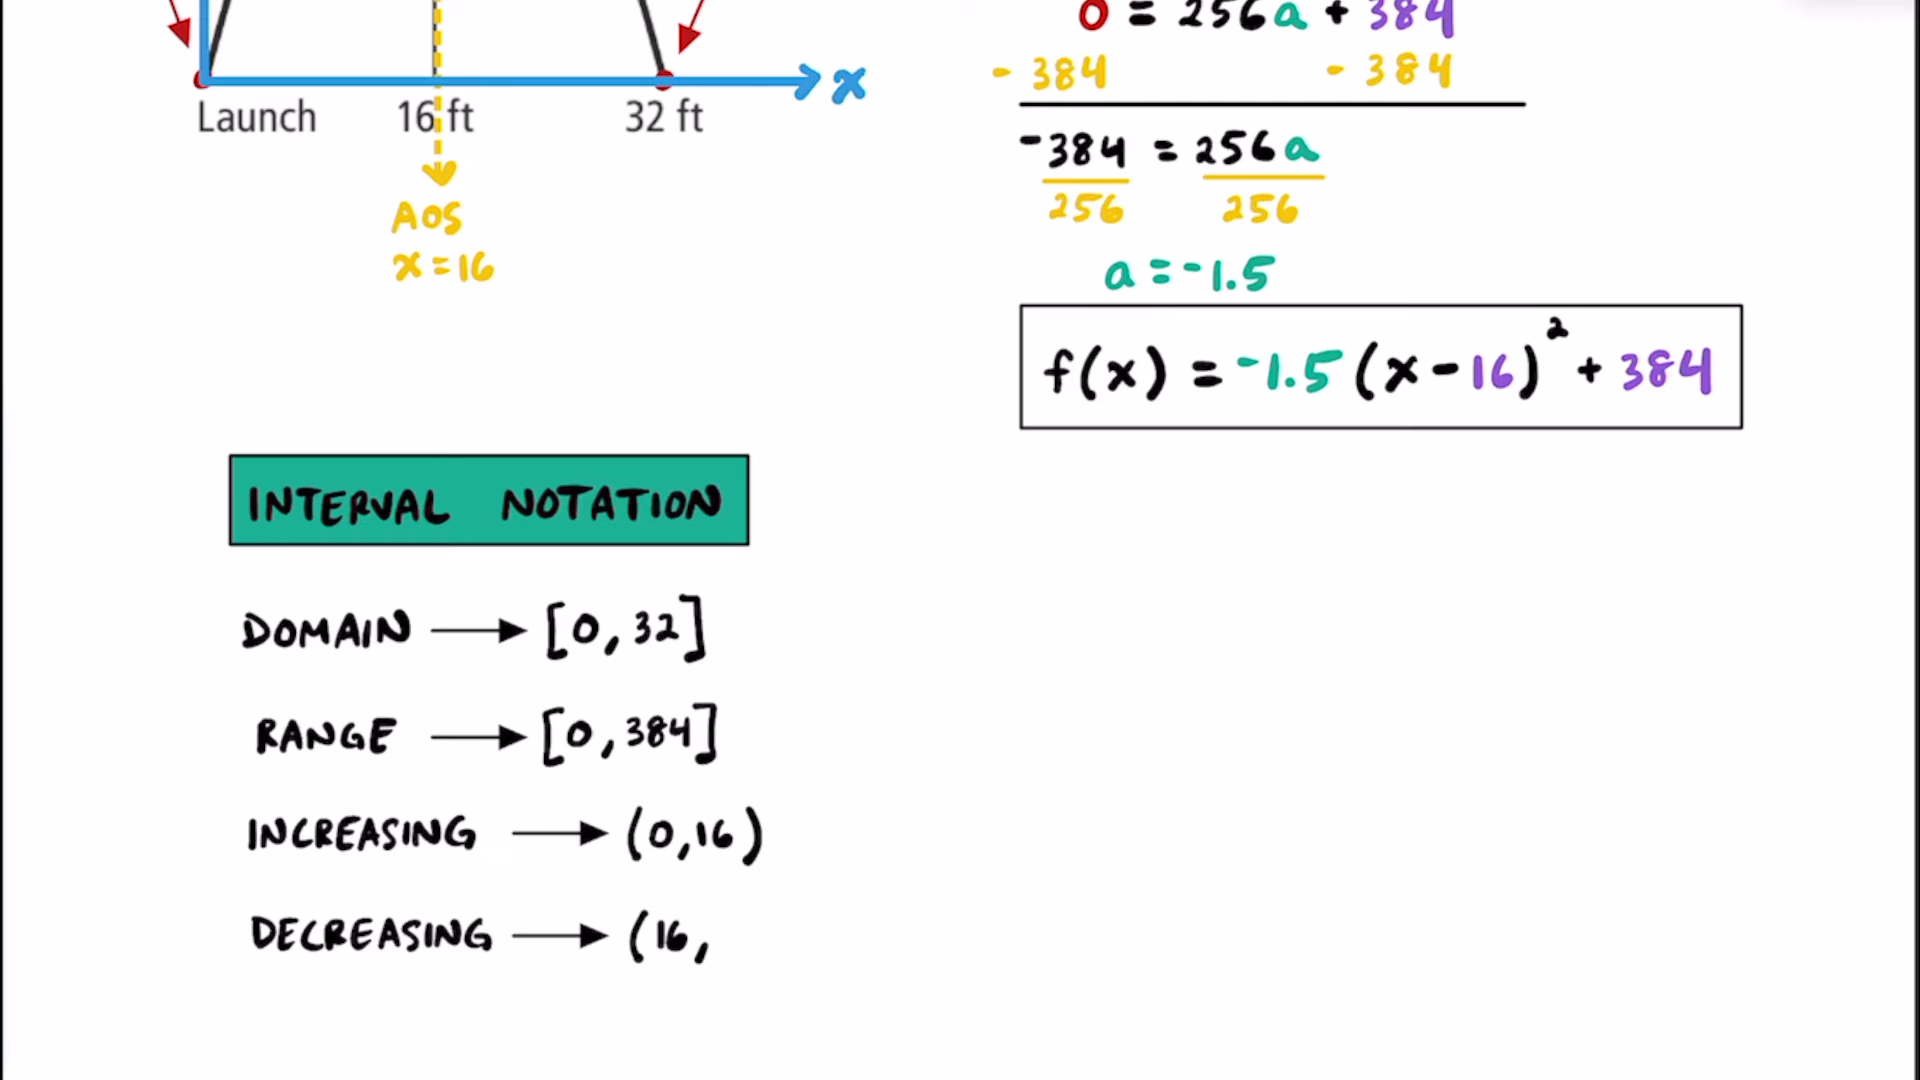 0 = 256a + 384
- 384 - 384
-384 = 256a
256 256
a = -1.5
f(x) = -1.5(x-16)² + 384
x
Launch 16 ft 32 ft
AOS
x = 16
INTERVAL NOTATION
DOMAIN → [0, 32]
RANGE → [0, 384]
INCREASING → (0,16)
DECREASING → (16,